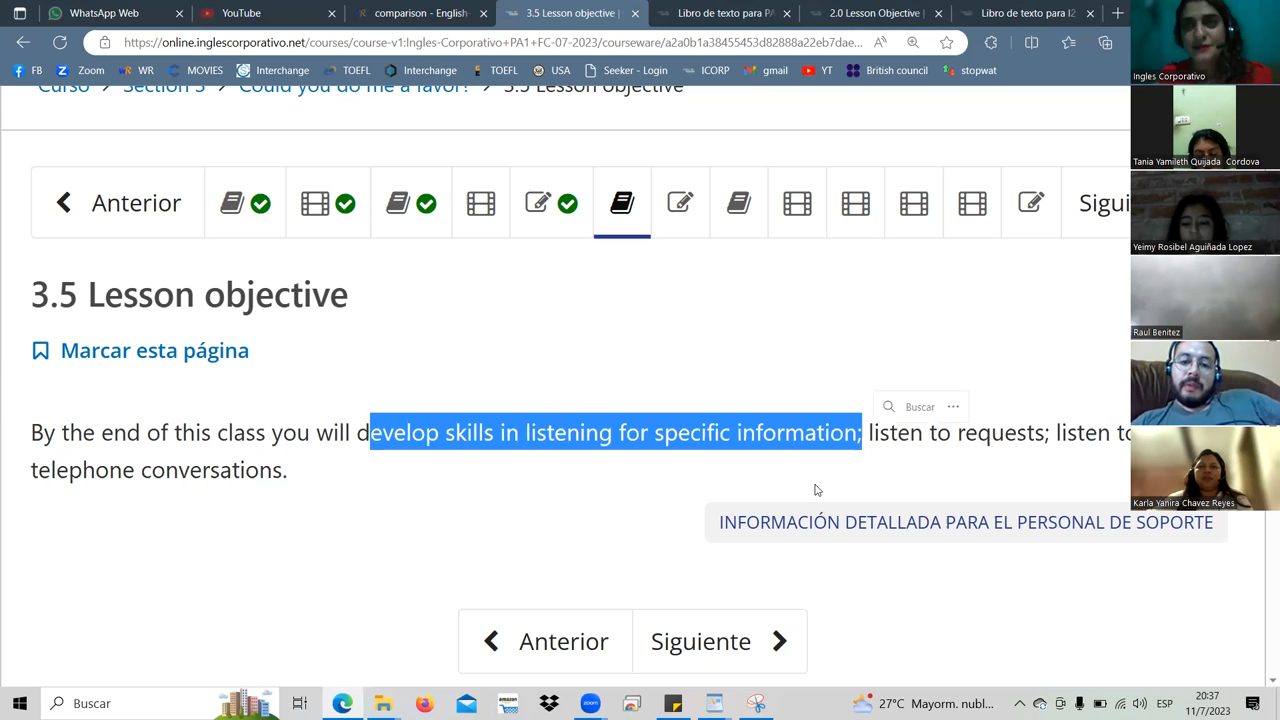 WhatsApp Web
YouTube
comparison - English-
3.5 Lesson objective |
Libro de texto para PA
2.0 Lesson Objective |
Libro de texto para I2
https://online.inglescorporativo.net/courses/course-v1:Ingles-Corporativo+PA1+FC-07-2023/courseware/a2a0b1a38455453d82888a22eb7dae...
FB
Zoom
WR
MOVIES
Interchange
TOEFL
Interchange
TOEFL
USA
Seeker - Login
ICORP
gmail
YT
British council
stopwat
Curso > Section 3 > Could you do me a favor? > 3.5 Lesson objective
Anterior
Sigui
3.5 Lesson objective
Marcar esta página
Buscar ...
By the end of this class you will develop skills in listening for specific information; listen to requests; listen to
telephone conversations.
INFORMACIÓN DETALLADA PARA EL PERSONAL DE SOPORTE
Anterior
Siguiente
Ingles Corporativo
Tania Yamileth Quijada Cordova
Yeimy Rosibel Aguiñada Lopez
Raul Benitez
Karla Yanira Chavez Reyes
Buscar
27°C Mayorm. nubl...
ESP
20:37
11/7/2023